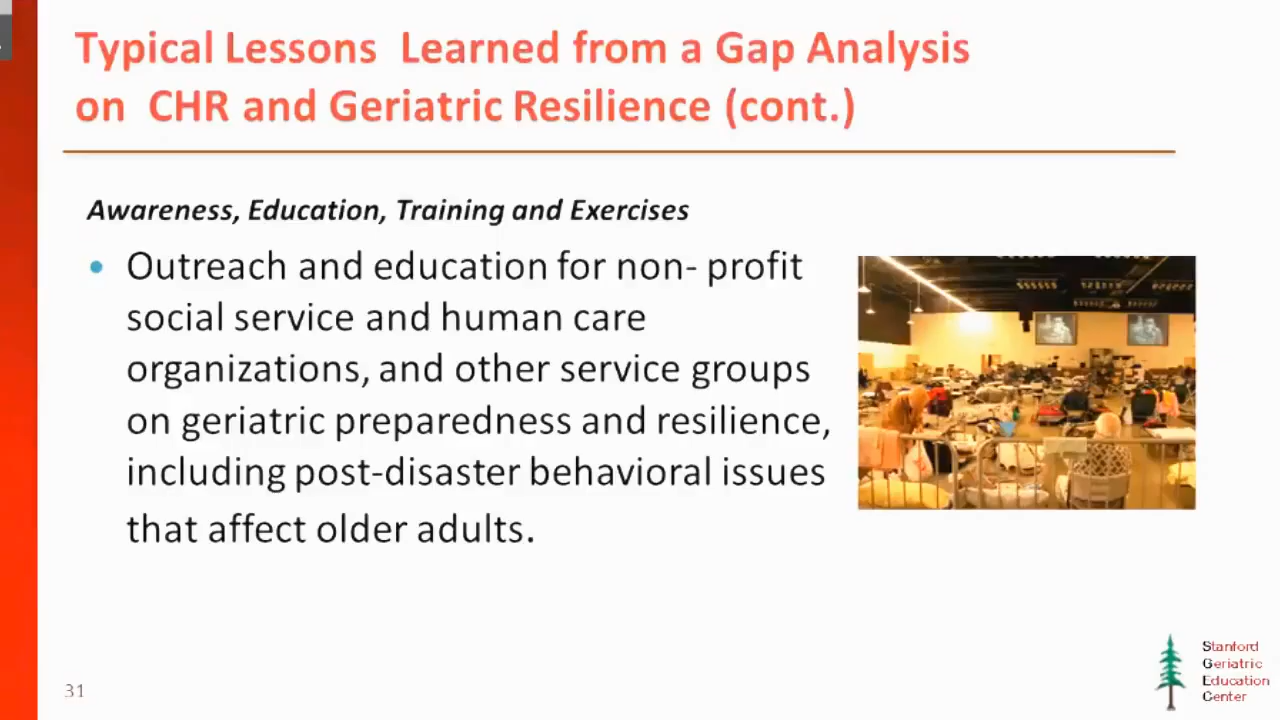 Typical Lessons Learned from a Gap Analysis
on CHR and Geriatric Resilience (cont.)
Awareness, Education, Training and Exercises
• Outreach and education for non- profit
social service and human care
organizations, and other service groups
on geriatric preparedness and resilience,
including post-disaster behavioral issues
that affect older adults.
31
Stanford
Geriatric
Education
Center